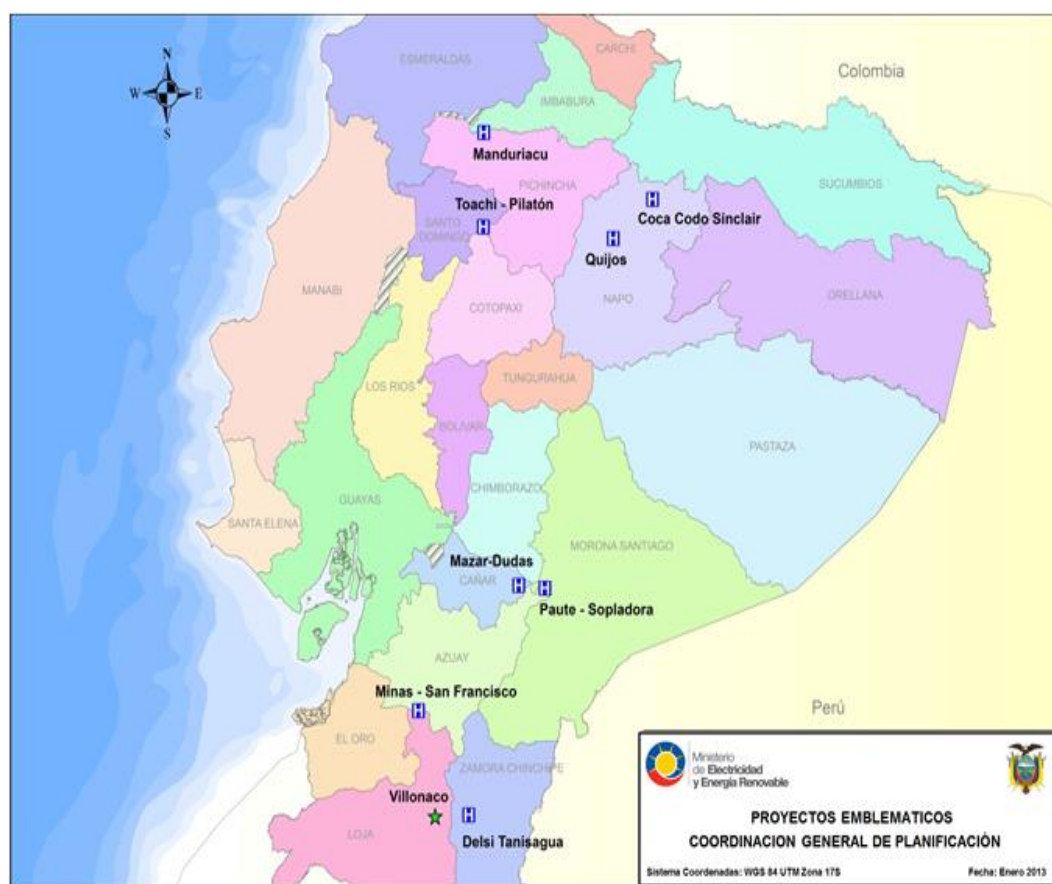 N
W
E
S
ESMERALDAS
CARCHI
IMBABURA
Colombia
H
Manduriacu
PICHINCHA
SUCUMBIOS
Toachi - Pilatón
H
SANTO
DOMINGO
H
Coca Codo Sinclair
H
Quijos
NAPO
ORELLANA
MANABI
COTOPAXI
LOS RIOS
TUNGURAHUA
BOLIVAR
PASTAZA
CHIMBORAZO
GUAYAS
SANTA ELENA
MORONA SANTIAGO
Mazar-Dudas
CAÑAR
H
H
Paute - Sopladora
AZUAY
Minas - San Francisco
H
EL ORO
Perú
ZAMORA CHINCHIPE
Villonaco
LOJA
H
Delsi Tanisagua
Ministerio
de Electricidad
y Energía Renovable
PROYECTOS EMBLEMATICOS
COORDINACION GENERAL DE PLANIFICACIÓN
Sistema Coordenadas: WGS 84 UTM Zona 17S
Fecha: Enero 2013